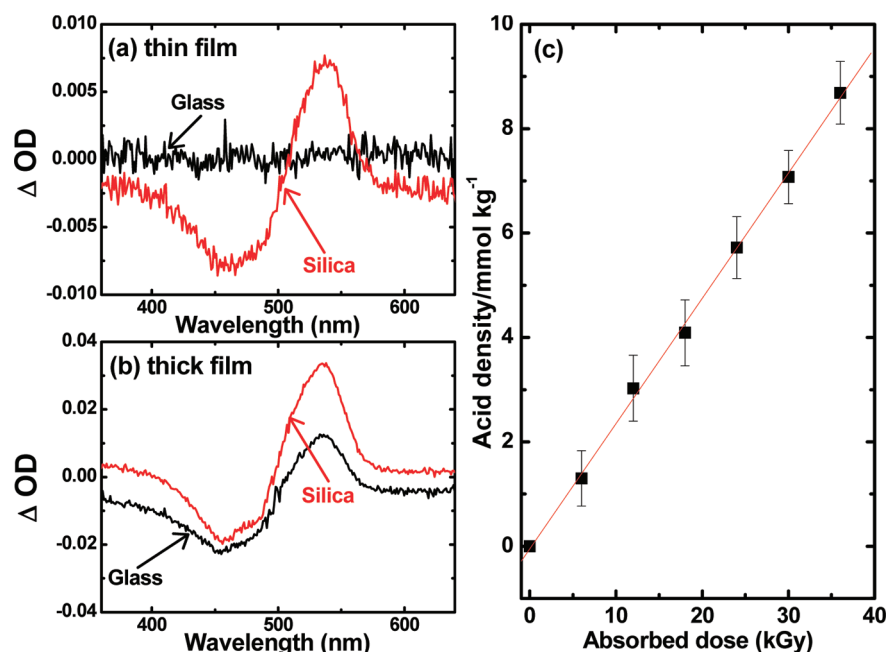 (a) thin film
Glass
Silica
Δ OD
0.010
0.005
0.000
-0.005
-0.010
400 500 600
Wavelength (nm)
(b) thick film
Silica
Glass
Δ OD
0.04
0.02
0.00
-0.02
-0.04
400 500 600
Wavelength (nm)
(c)
Acid density/mmol kg⁻¹
10
8
6
4
2
0
0 10 20 30 40
Absorbed dose (kGy)